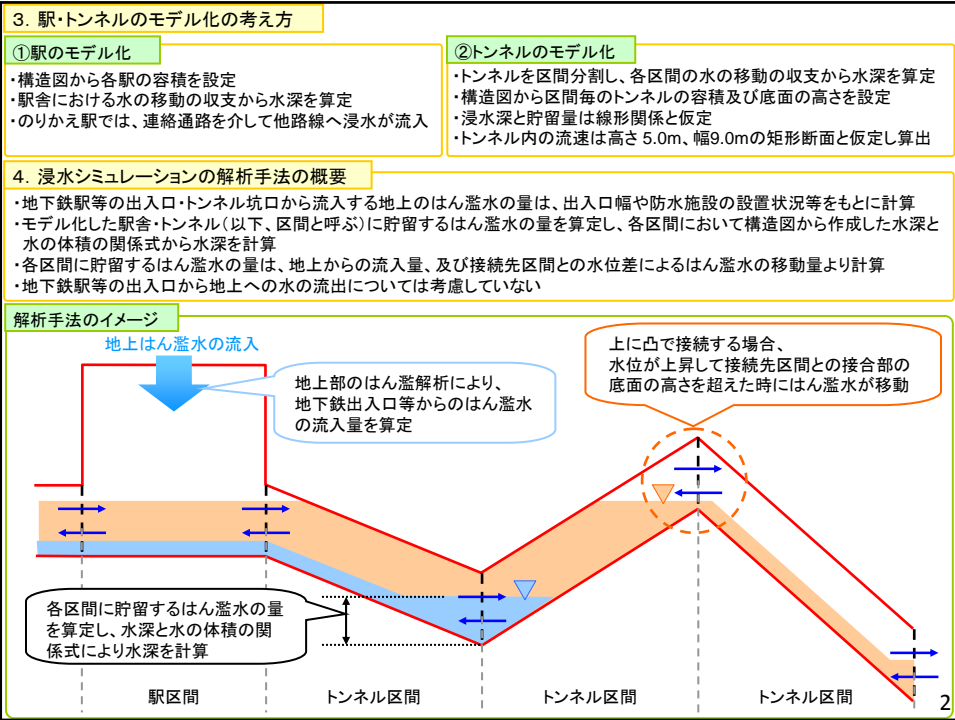 3．駅・トンネルのモデル化の考え方
①駅のモデル化
・構造図から各駅の容積を設定
・駅舎における水の移動の収支から水深を算定
・のりかえ駅では、連絡通路を介して他路線へ浸水が流入
②トンネルのモデル化
・トンネルを区間分割し、各区間の水の移動の収支から水深を算定
・構造図から区間毎のトンネルの容積及び底面の高さを設定
・浸水深と貯留量は線形関係と仮定
・トンネル内の流速は高さ 5.0m、幅9.0mの矩形断面と仮定し算出
4．浸水シミュレーションの解析手法の概要
・地下鉄駅等の出入口・トンネル坑口から流入する地上のはん濫水の量は、出入口幅や防水施設の設置状況等をもとに計算
・モデル化した駅舎・トンネル（以下、区間と呼ぶ）に貯留するはん濫水の量を算定し、各区間において構造図から作成した水深と
水の体積の関係式から水深を計算
・各区間に貯留するはん濫水の量は、地上からの流入量、及び接続先区間との水位差によるはん濫水の移動量より計算
・地下鉄駅等の出入口から地上への水の流出については考慮していない
解析手法のイメージ
地上はん濫水の流入
地上部のはん濫解析により、
地下鉄出入口等からのはん濫水
の流入量を算定
上に凸で接続する場合、
水位が上昇して接続先区間との接合部の
底面の高さを超えた時にはん濫水が移動
各区間に貯留するはん濫水の量
を算定し、水深と水の体積の関
係式により水深を計算
駅区間
トンネル区間
トンネル区間
トンネル区間
2